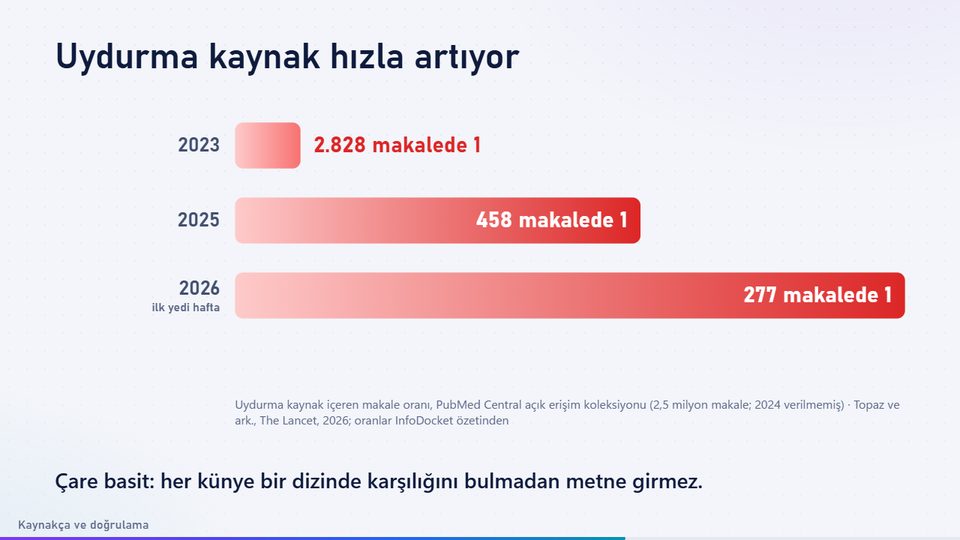 Uydurma kaynak hızla artıyor
2023
2.828 makalede 1
2025
458 makalede 1
2026
ilk yedi hafta
277 makalede 1
Uydurma kaynak içeren makale oranı, PubMed Central açık erişim koleksiyonu (2,5 milyon makale; 2024 verilmemiş) · Topaz ve
ark., The Lancet, 2026; oranlar InfoDocket özetinden
Çare basit: her künye bir dizinde karşılığını bulmadan metne girmez.
Kaynakça ve doğrulama